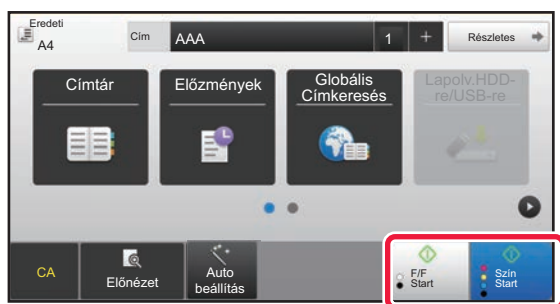 Eredeti
A4
Cím
AAA
1
+
Részletes
Címtár
Előzmények
Globális
Címkeresés
Lapolv.HDD-
re/USB-re
CA
Előnézet
Auto
beállítás
F/F
Start
Szín
Start